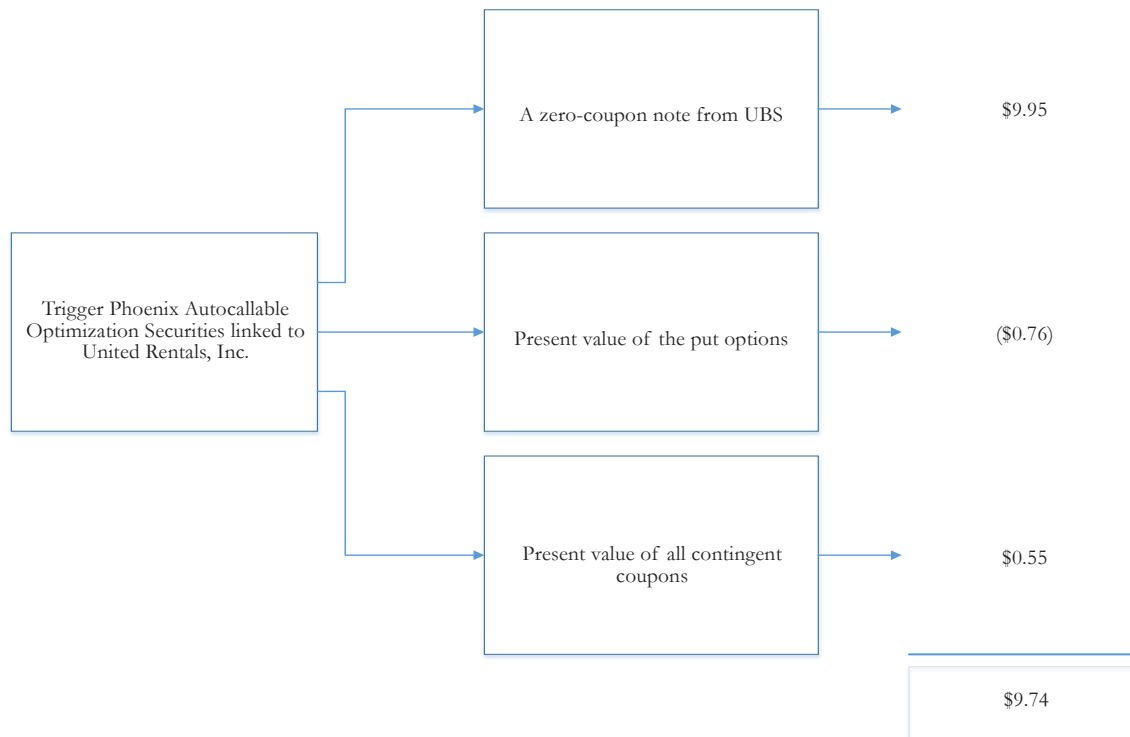 A zero-coupon note from UBS
$9.95
Trigger Phoenix Autocallable
Optimization Securities linked to
United Rentals, Inc.
Present value of the put options
($0.76)
Present value of all contingent
coupons
$0.55
$9.74